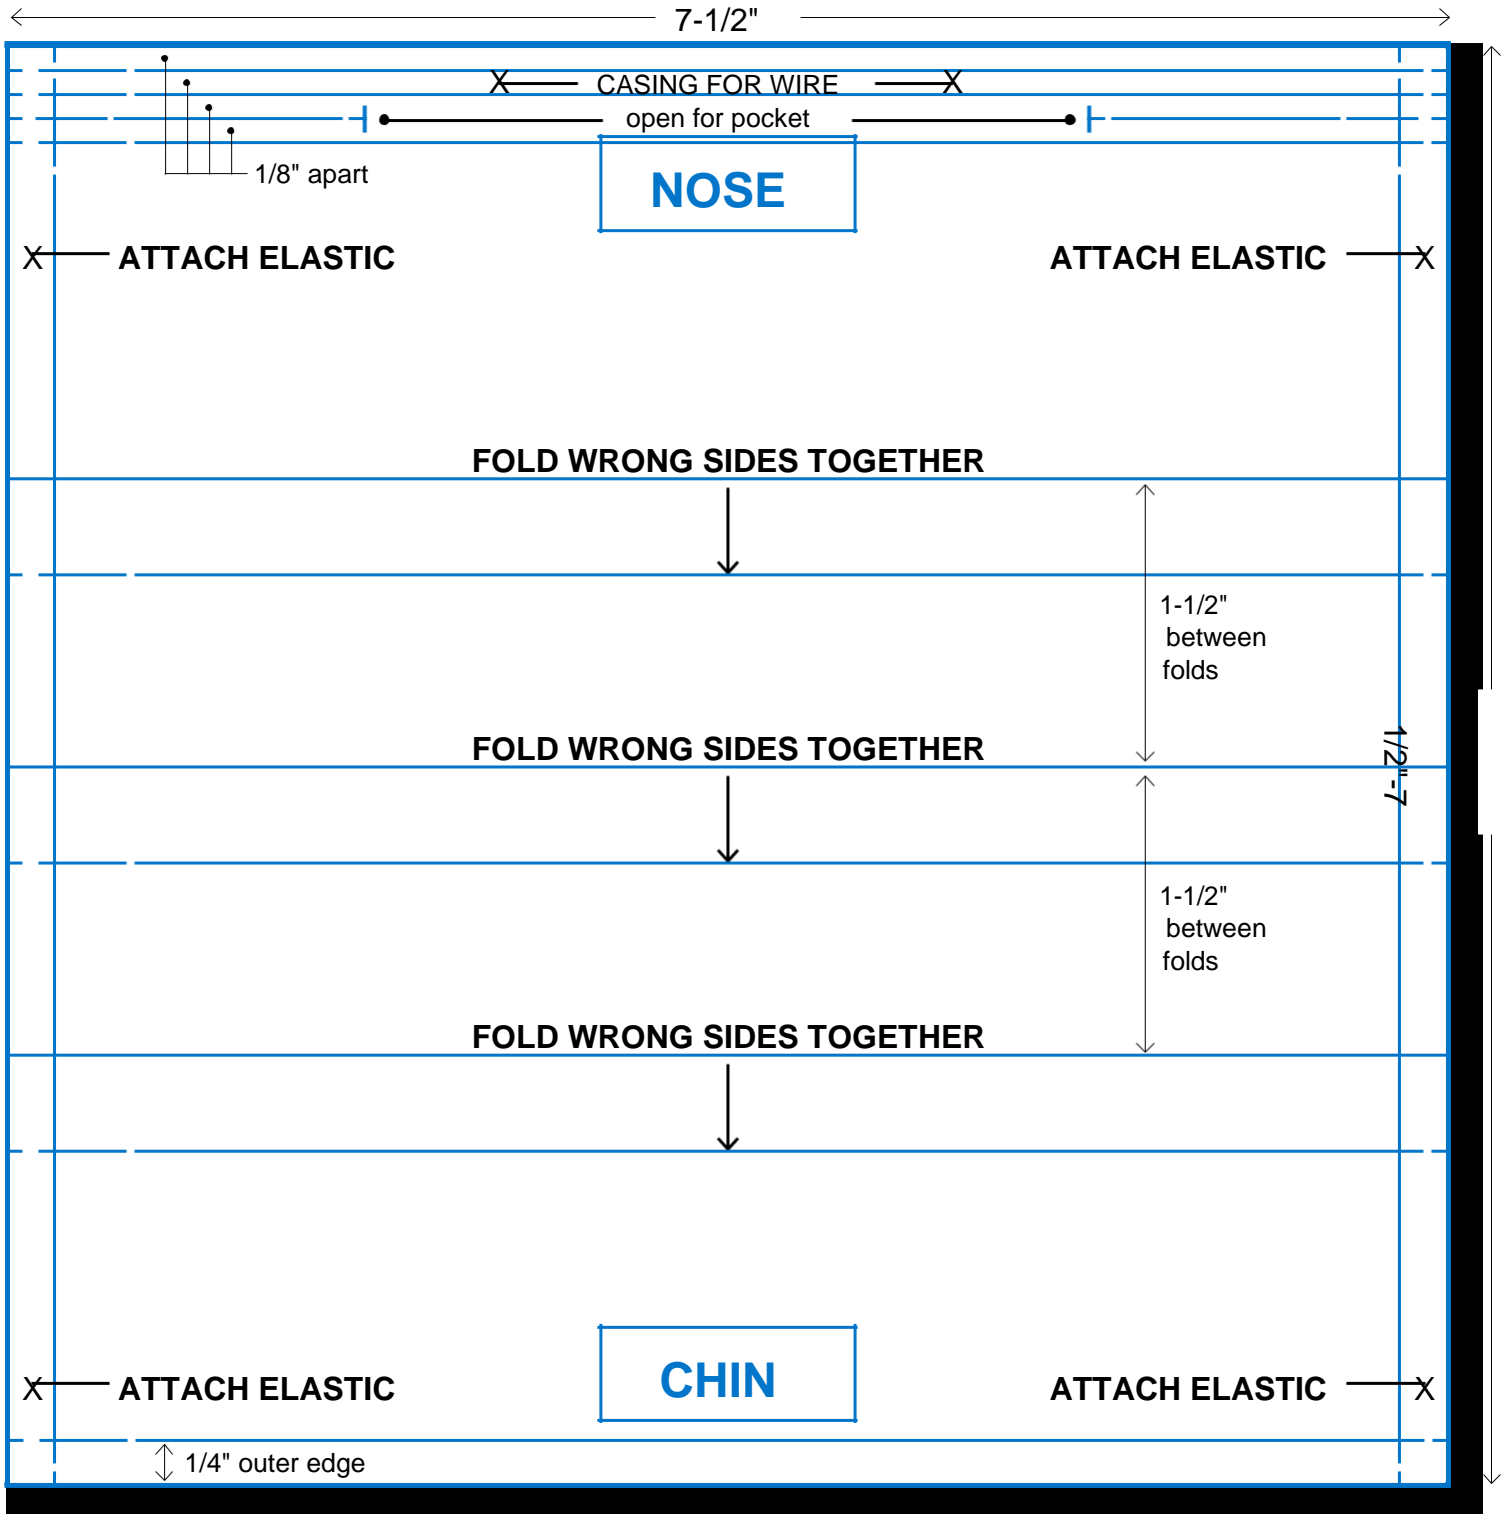 7-1/2"
X CASING FOR WIRE X
open for pocket
1/8" apart
NOSE
X ATTACH ELASTIC
ATTACH ELASTIC X
FOLD WRONG SIDES TOGETHER
1-1/2"
between
folds
1/2"-7
FOLD WRONG SIDES TOGETHER
1-1/2"
between
folds
FOLD WRONG SIDES TOGETHER
CHIN
X ATTACH ELASTIC
ATTACH ELASTIC X
1/4" outer edge